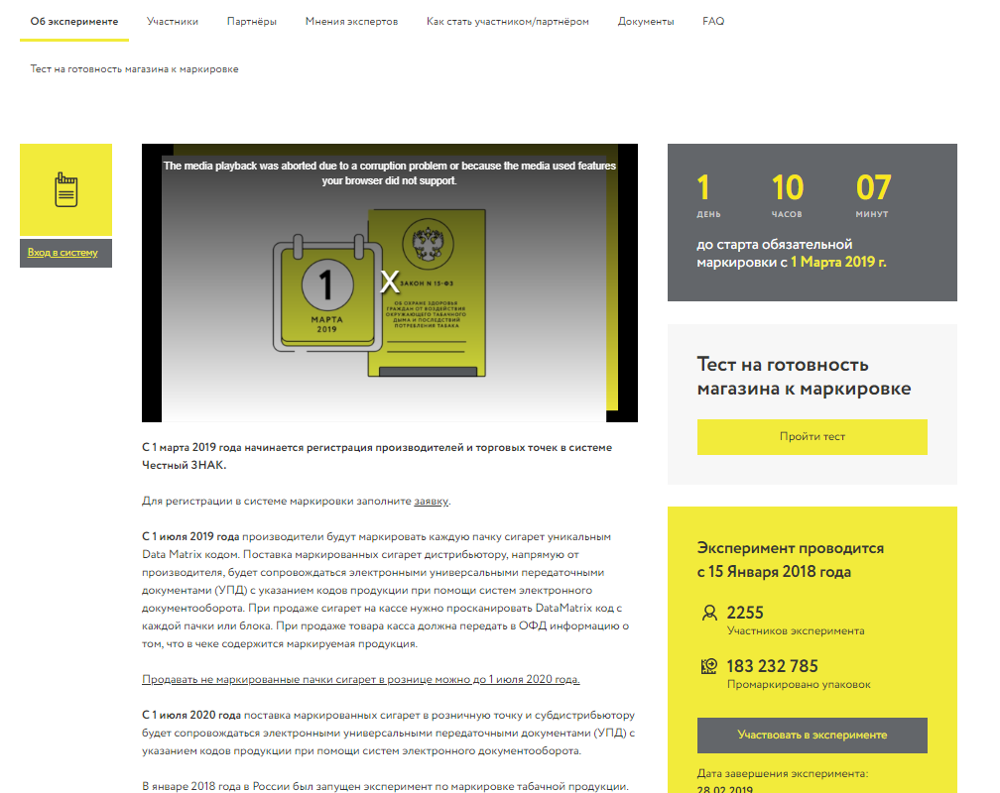 Об эксперименте Участники Партнёры Мнения экспертов Как стать участником/партнёром Документы FAQ
Тест на готовность магазина к маркировке
Вход в систему
The media playback was aborted due to a corruption problem or because the media used features
your browser did not support.
X
1
МАРТА
2019
ЗАКОН N 15-ФЗ
ОБ ОХРАНЕ ЗДОРОВЬЯ
ГРАЖДАН ОТ ВОЗДЕЙСТВИЯ
ОКРУЖАЮЩЕГО ТАБАЧНОГО
ДЫМА И ПОСЛЕДСТВИЙ
ПОТРЕБЛЕНИЯ ТАБАКА
С 1 марта 2019 года начинается регистрация производителей и торговых точек в системе
Честный ЗНАК.
Для регистрации в системе маркировки заполните заявку.
С 1 июля 2019 года производители будут маркировать каждую пачку сигарет уникальным
Data Matrix кодом. Поставка маркированных сигарет дистрибьютору, напрямую от
производителя, будет сопровождаться электронными универсальными передаточными
документами (УПД) с указанием кодов продукции при помощи систем электронного
документооборота. При продаже сигарет на кассе нужно просканировать DataMatrix код с
каждой пачки или блока. При продаже товара касса должна передать в ОФД информацию о
том, что в чеке содержится маркируемая продукция.
Продавать не маркированные пачки сигарет в рознице можно до 1 июля 2020 года.
С 1 июля 2020 года поставка маркированных сигарет в розничную точку и субдистрибьютору
будет сопровождаться электронными универсальными передаточными документами (УПД) с
указанием кодов продукции при помощи систем электронного документооборота.
В январе 2018 года в России был запущен эксперимент по маркировке табачной продукции.
1 10 07
ДЕНЬ ЧАСОВ МИНУТ
до старта обязательной
маркировки с 1 Марта 2019 г.
Тест на готовность
магазина к маркировке
Пройти тест
Эксперимент проводится
с 15 Января 2018 года
2255
Участников эксперимента
183 232 785
Промаркировано упаковок
Участвовать в эксперименте
Дата завершения эксперимента:
28.02.2019